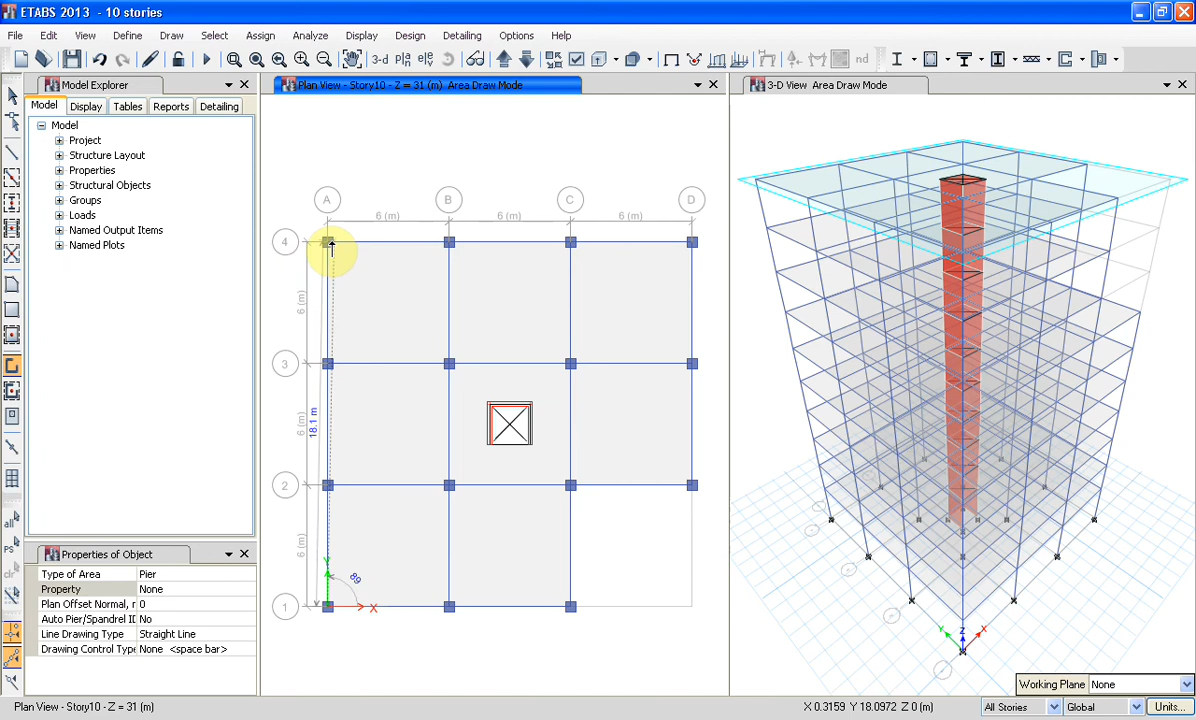 ETABS 2013 - 10 stories
File Edit View Define Draw Select Assign Analyze Display Design Detailing Options Help
3-d pla ele nd
Model Explorer
Model Display Tables Reports Detailing
Model
Project
Structure Layout
Properties
Structural Objects
Groups
Loads
Named Output Items
Named Plots
all
PS
clr
Properties of Object
Type of Area Pier
Property None
Plan Offset Normal, r 0
Auto Pier/Spandrel ID No
Line Drawing Type Straight Line
Drawing Control Type None <space bar>
Plan View - Story10 - Z = 31 (m) Area Draw Mode
A B C D
6 (m) 6 (m) 6 (m)
4
6 (m)
3
18.1 m
6 (m)
2
6 (m)
Y
89
1
X
3-D View Area Draw Mode
Y Z X
Working Plane None
Plan View - Story10 - Z = 31 (m)
X 0.3159 Y 18.0972 Z 0 (m)
All Stories Global Units...